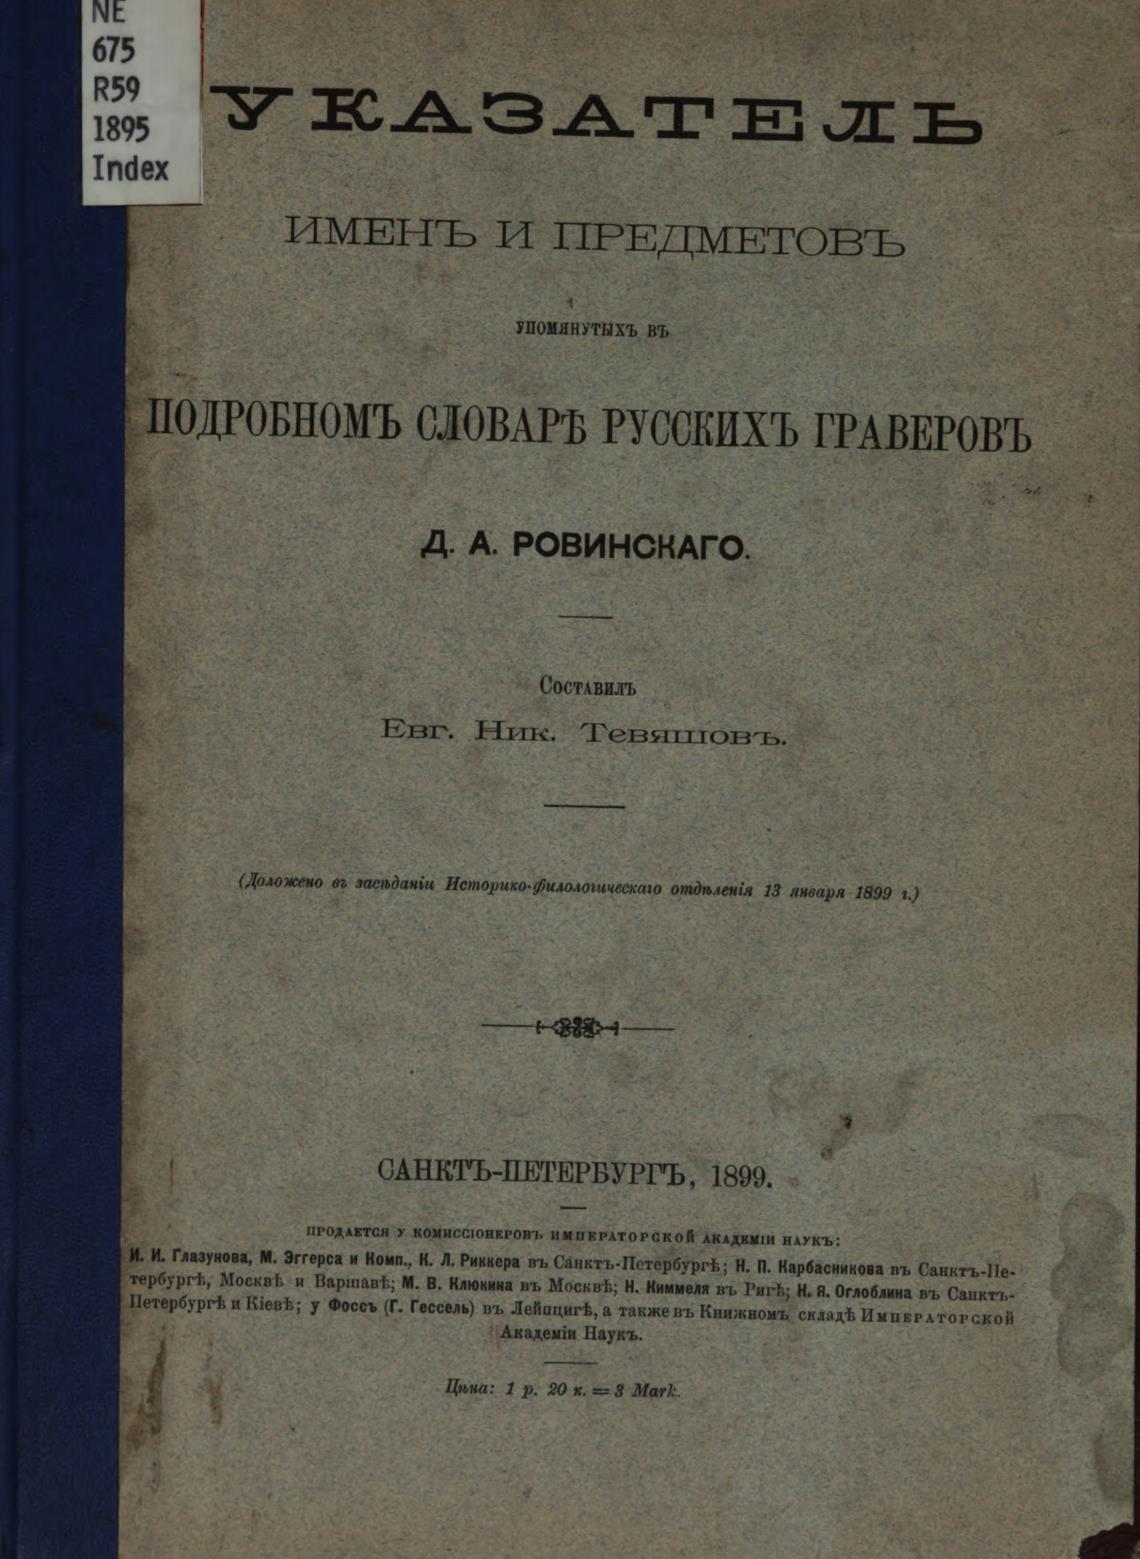 NE
675
R59
1895
Index
УКАЗАТЕЛЬ
ИМЕНЪ И ПРЕДМЕТОВЪ
УПОМЯНУТЫХЪ ВЪ
ПОДРОБНОМЪ СЛОВАРѢ РУССКИХЪ ГРАВЕРОВЪ
Д. А. РОВИНСКАГО.
Составилъ
Евг. Ник. Тевяшовъ.
(Доложено въ засѣданіи Историко-филологическаго отдѣленія 13 января 1899 г.)
САНКТЪ-ПЕТЕРБУРГЪ, 1899.
ПРОДАЕТСЯ У КОМИССІОНЕРОВЪ ИМПЕРАТОРСКОЙ АКАДЕМІИ НАУКЪ:
И. И. Глазунова, М. Эггерса и Комп., К. Л. Риккера въ Санктъ-Петербургѣ; Н. П. Карбасникова въ Санктъ-Пе-
тербургѣ, Москвѣ и Варшавѣ; М. В. Клюкина въ Москвѣ; Н. Киммеля въ Ригѣ; Н. Я. Оглоблина въ Санктъ-
Петербургѣ и Кіевѣ; у Фоссъ (Г. Гессель) въ Лейпцигѣ, а также въ Книжномъ складѣ Императорской
Академіи Наукъ.
Цѣна: 1 р. 20 к. = 3 Mark.